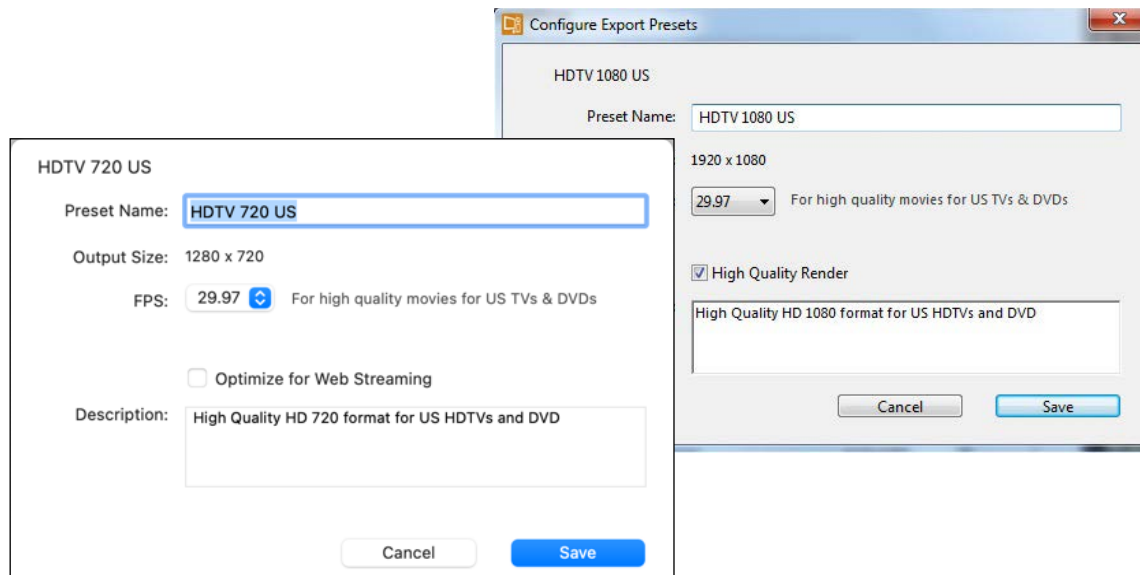 Configure Export Presets
HDTV 1080 US
Preset Name: HDTV 1080 US
1920 x 1080
29.97 For high quality movies for US TVs & DVDs
High Quality Render
High Quality HD 1080 format for US HDTVs and DVD
Cancel Save
HDTV 720 US
Preset Name: HDTV 720 US
Output Size: 1280 x 720
FPS: 29.97 For high quality movies for US TVs & DVDs
Optimize for Web Streaming
Description: High Quality HD 720 format for US HDTVs and DVD
Cancel Save